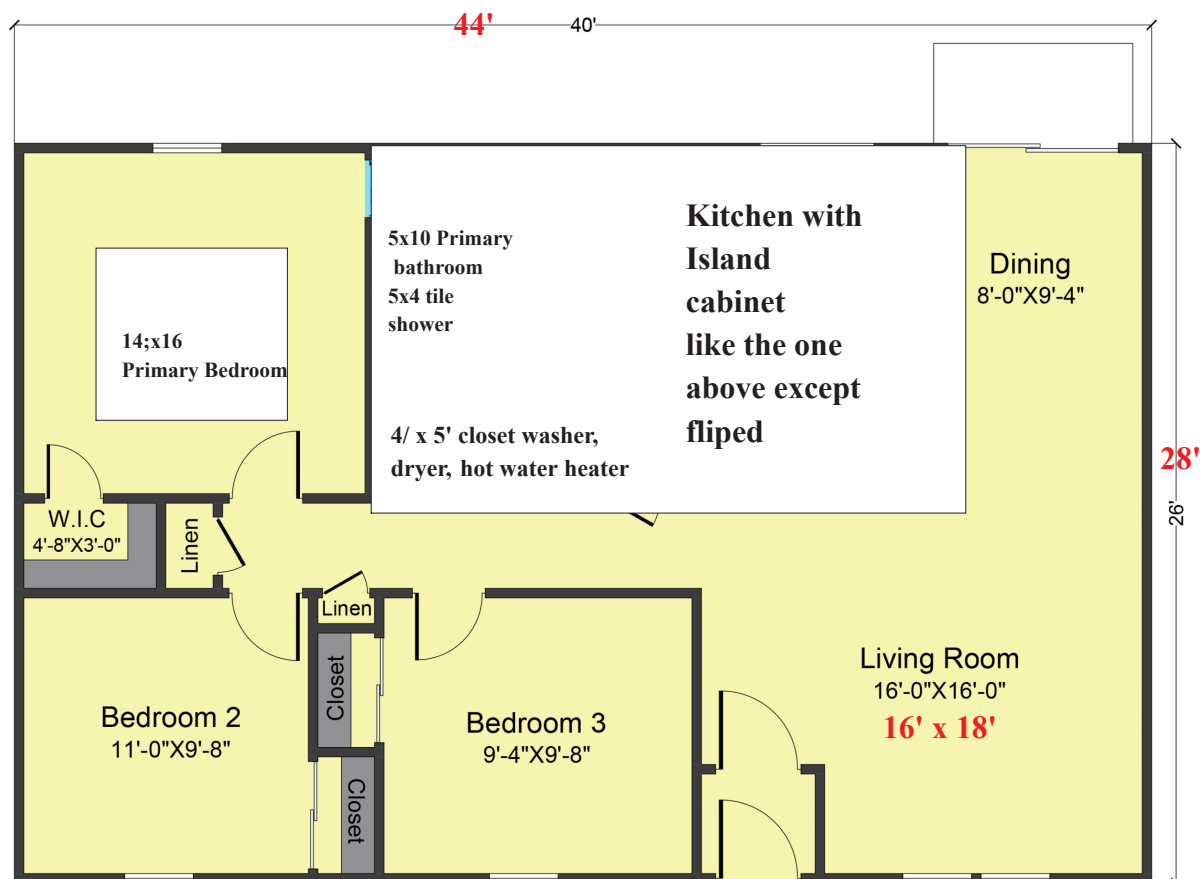 44' 40'
5x10 Primary
bathroom
5x4 tile
shower
Kitchen with
Island
cabinet
like the one
above except
fliped
Dining
8'-0"X9'-4"
14;x16
Primary Bedroom
4/ x 5' closet washer,
dryer, hot water heater
28'
26'
W.I.C
4'-8"X3'-0"
Linen
Linen
Closet
Closet
Bedroom 2
11'-0"X9'-8"
Bedroom 3
9'-4"X9'-8"
Living Room
16'-0"X16'-0"
16' x 18'